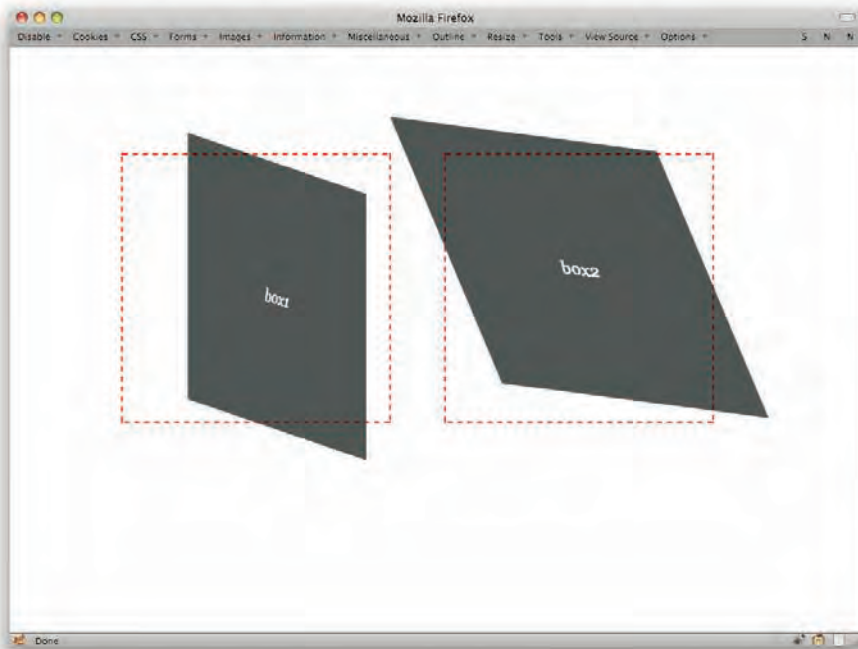 Mozilla Firefox
Disable Cookies CSS Forms Images Information Miscellaneous Outline Resize Tools View Source Options S N N
box1
box2
Done